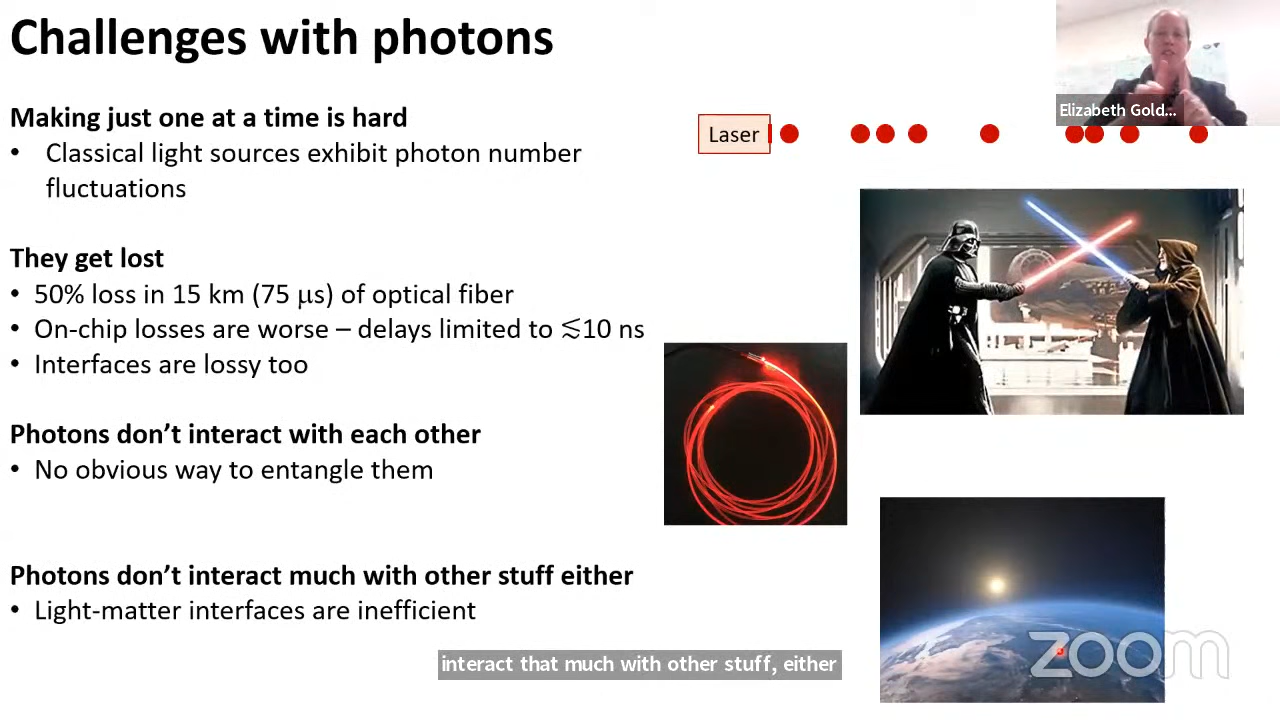 Challenges with photons
Elizabeth Gold...
Making just one at a time is hard
• Classical light sources exhibit photon number
fluctuations
Laser
They get lost
• 50% loss in 15 km (75 μs) of optical fiber
• On-chip losses are worse – delays limited to ≲10 ns
• Interfaces are lossy too
Photons don’t interact with each other
• No obvious way to entangle them
Photons don’t interact much with other stuff either
• Light-matter interfaces are inefficient
interact that much with other stuff, either
zoom